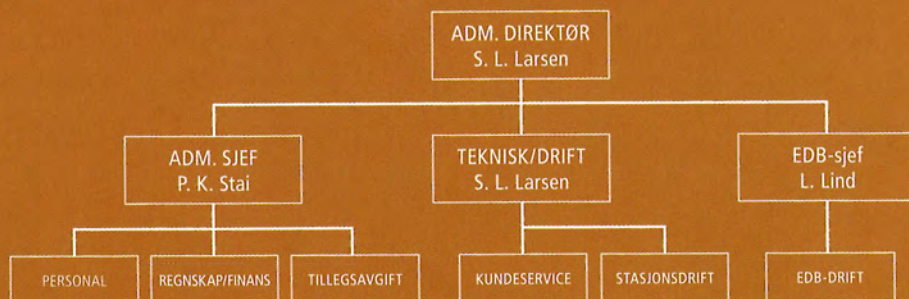 ADM. DIREKTØR
S. L. Larsen
ADM. SJEF
P. K. Stai
TEKNISK/DRIFT
S. L. Larsen
EDB-sjef
L. Lind
PERSONAL
REGNSKAP/FINANS
TILLEGSAVGIFT
KUNDESERVICE
STASJONSDRIFT
EDB-DRIFT